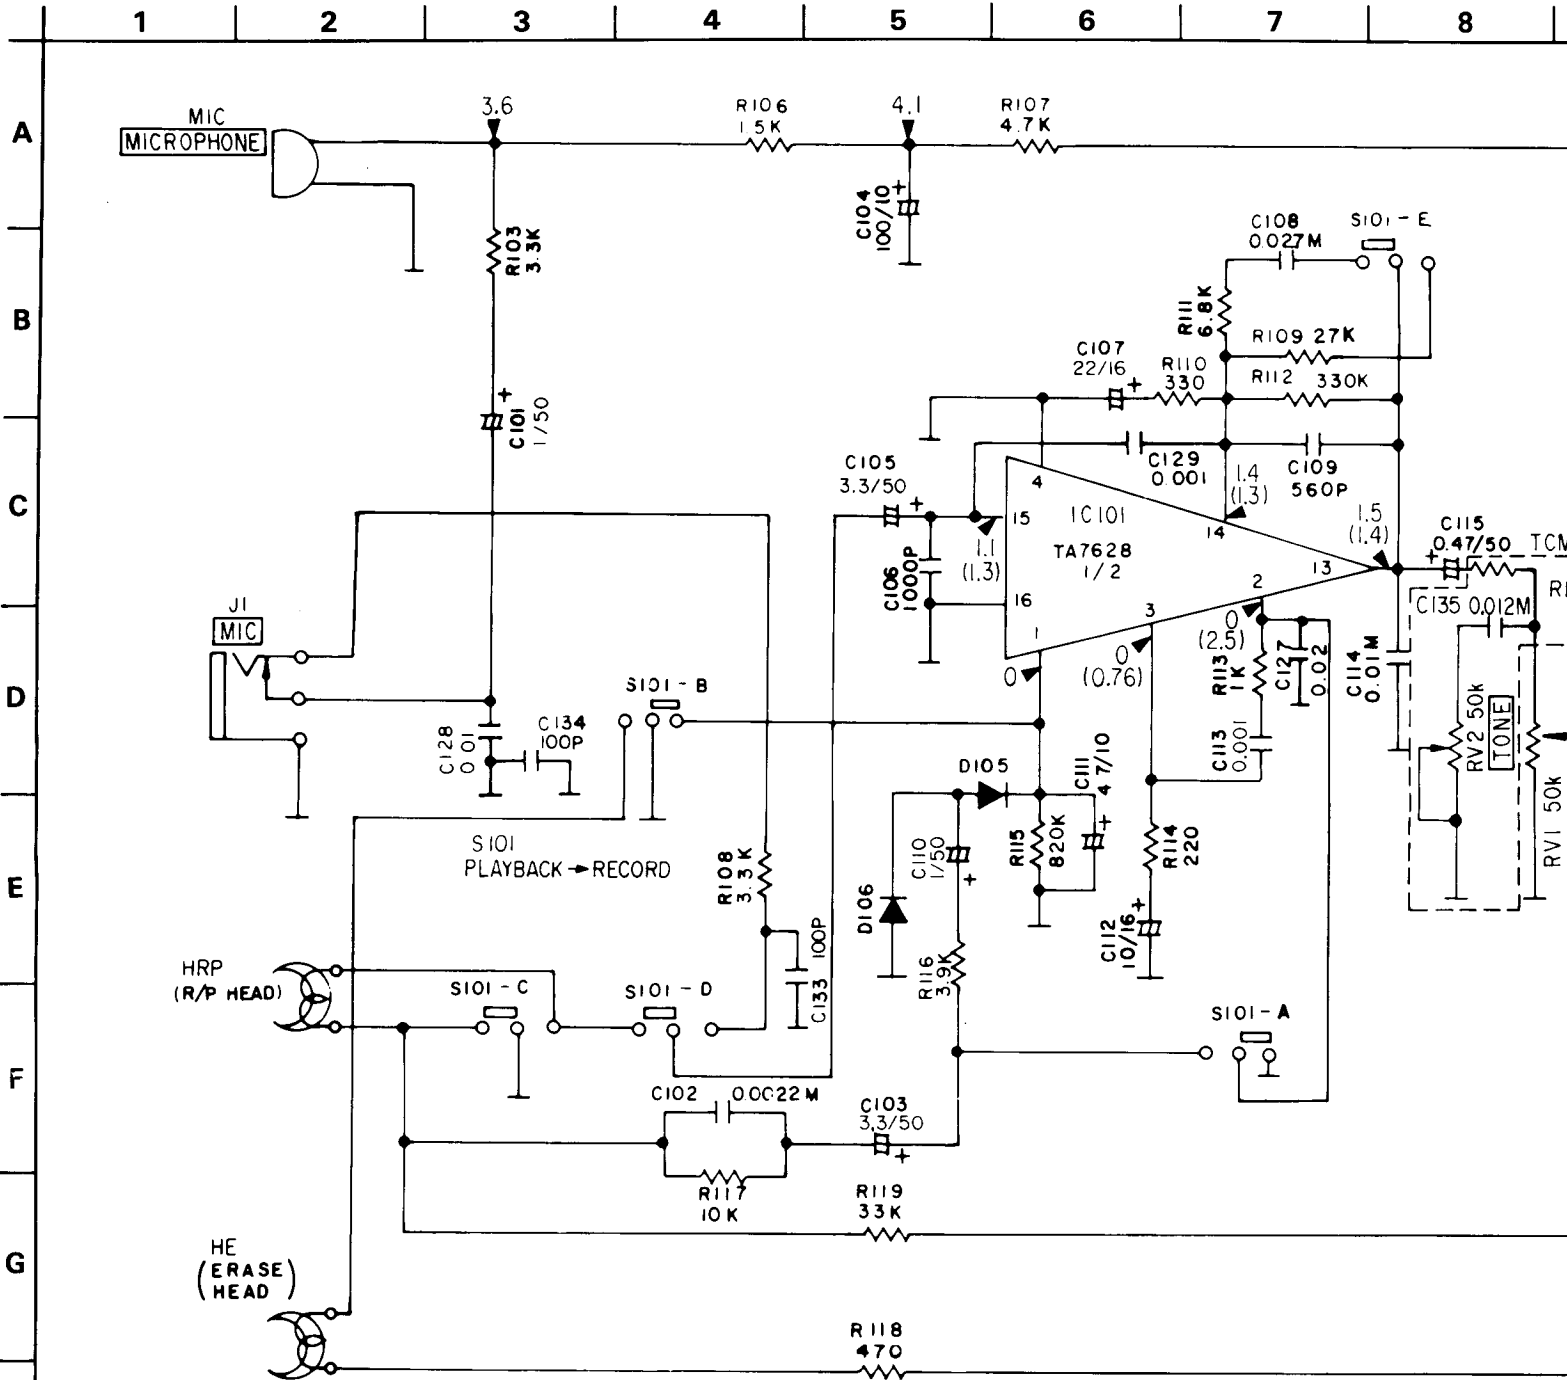 1 2 3 4 5 6 7 8
A
B
C
D
E
F
G
MIC
MICROPHONE
3.6
R106
1.5K
4.1
R107
4.7K
C104
100/10
R103
3.3K
C101
1/50
C108
0.027M
S101-E
R111
6.8K
R109 27K
C107
22/16
+
R110
330
R112 330K
C129
0.001
C109
560P
C105
3.3/50
+
4
15
IC101
TA7628
1/2
16
1
3
2
13
14
1.4
(1.3)
1.5
(1.4)
1.1
(1.3)
C106
1000P
C115
0.47/50
+
TCM
C135 0.012M
C114
0.01M
RV2 50k
TONE
RV1 50k
J1
MIC
C128
0.01
C134
100P
S101-B
0
0
(0.76)
0
(2.5)
R113
1K
C127
0.02
C113
0.001
D105
C111
47/10
+
R115
820K
R114
220
C112
10/16
+
C110
1/50
+
D106
R116
3.9K
S101
PLAYBACK → RECORD
R108
3.3K
C133 100P
HRP
(R/P HEAD)
S101-C
S101-D
S101-A
C102 0.0022M
R117
10K
C103
3.3/50
+
R119
33K
HE
(ERASE
HEAD)
R118
470